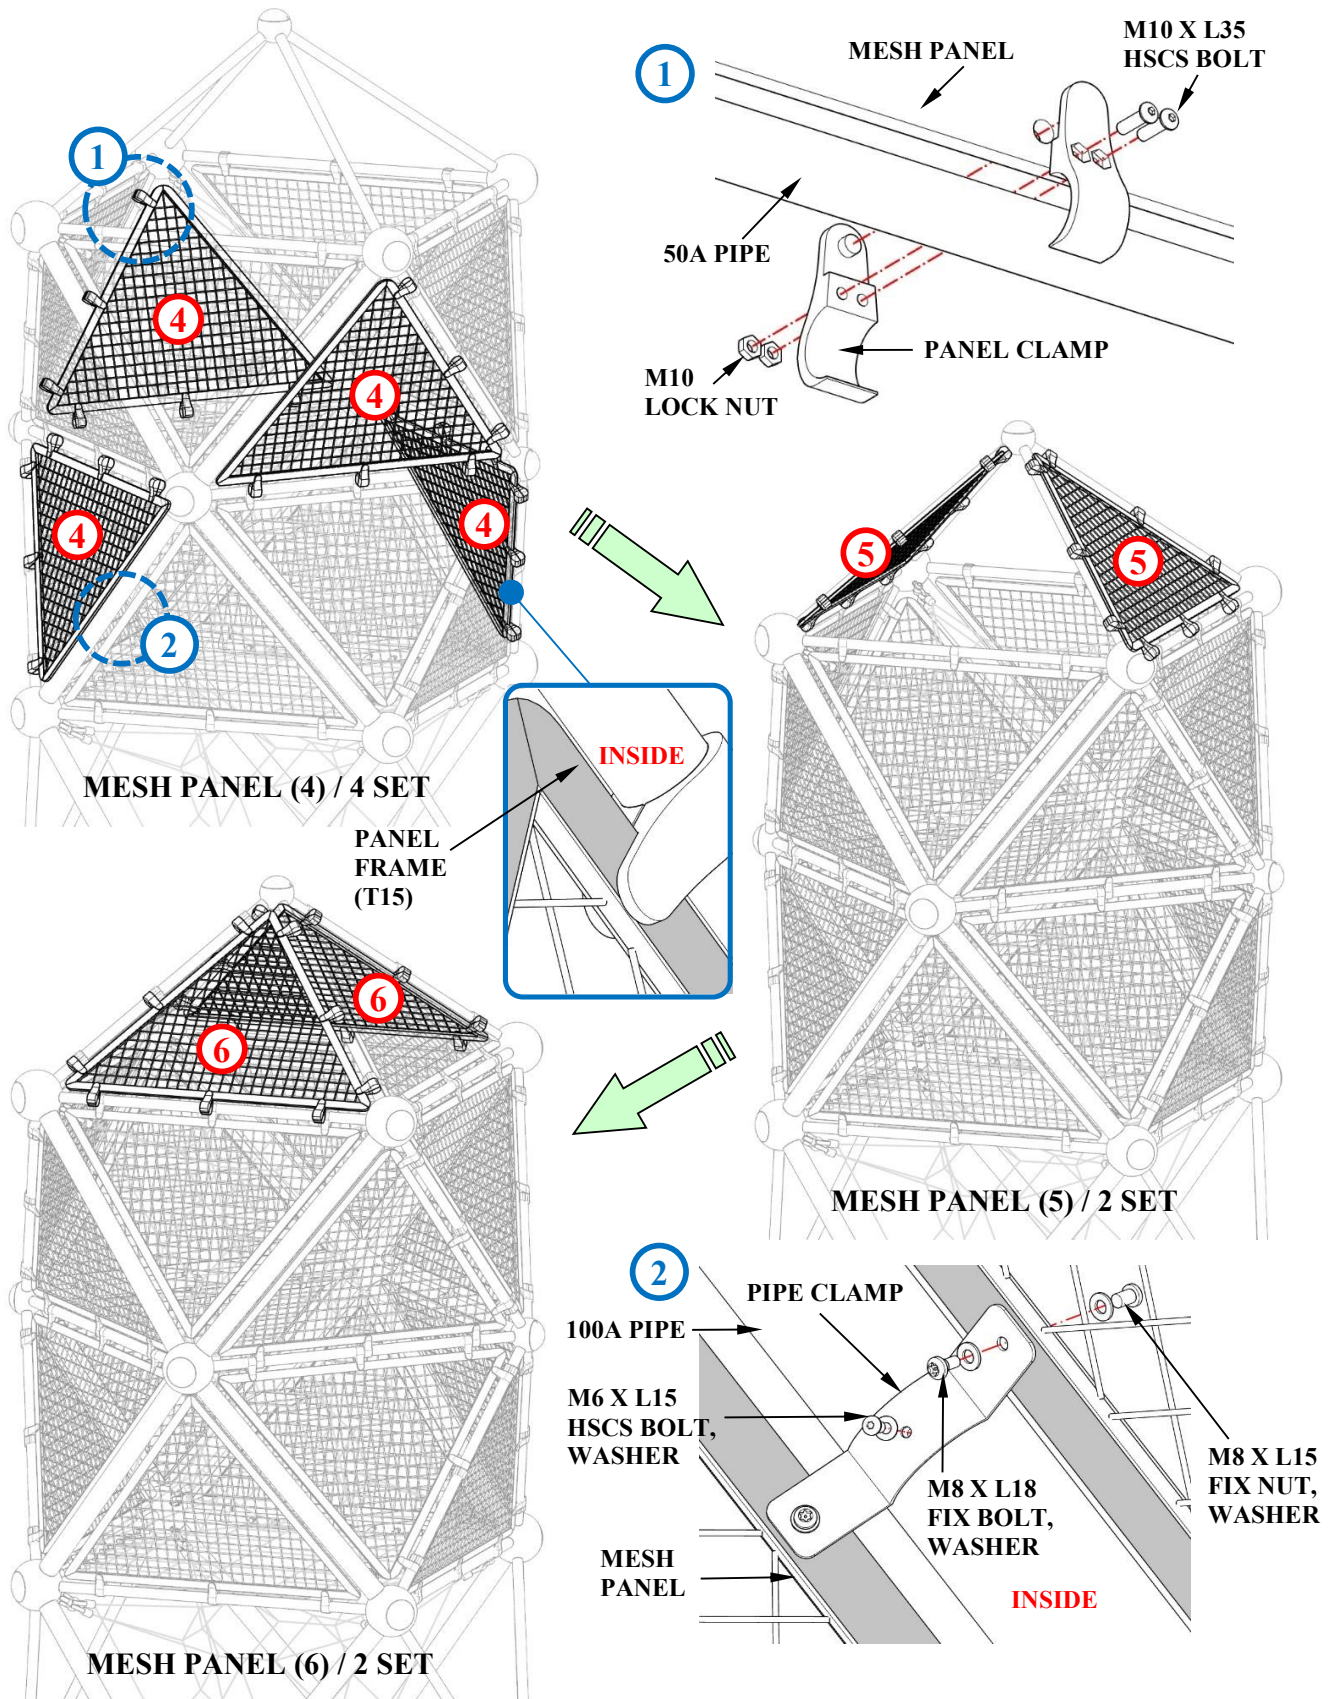 1
MESH PANEL
M10 X L35
HSCS BOLT
50A PIPE
PANEL CLAMP
M10
LOCK NUT
1
4
4
4
4
2
MESH PANEL (4) / 4 SET
INSIDE
PANEL
FRAME
(T15)
5
5
MESH PANEL (5) / 2 SET
6
6
MESH PANEL (6) / 2 SET
2
PIPE CLAMP
100A PIPE
M6 X L15
HSCS BOLT,
WASHER
M8 X L18
FIX BOLT,
WASHER
M8 X L15
FIX NUT,
WASHER
MESH
PANEL
INSIDE